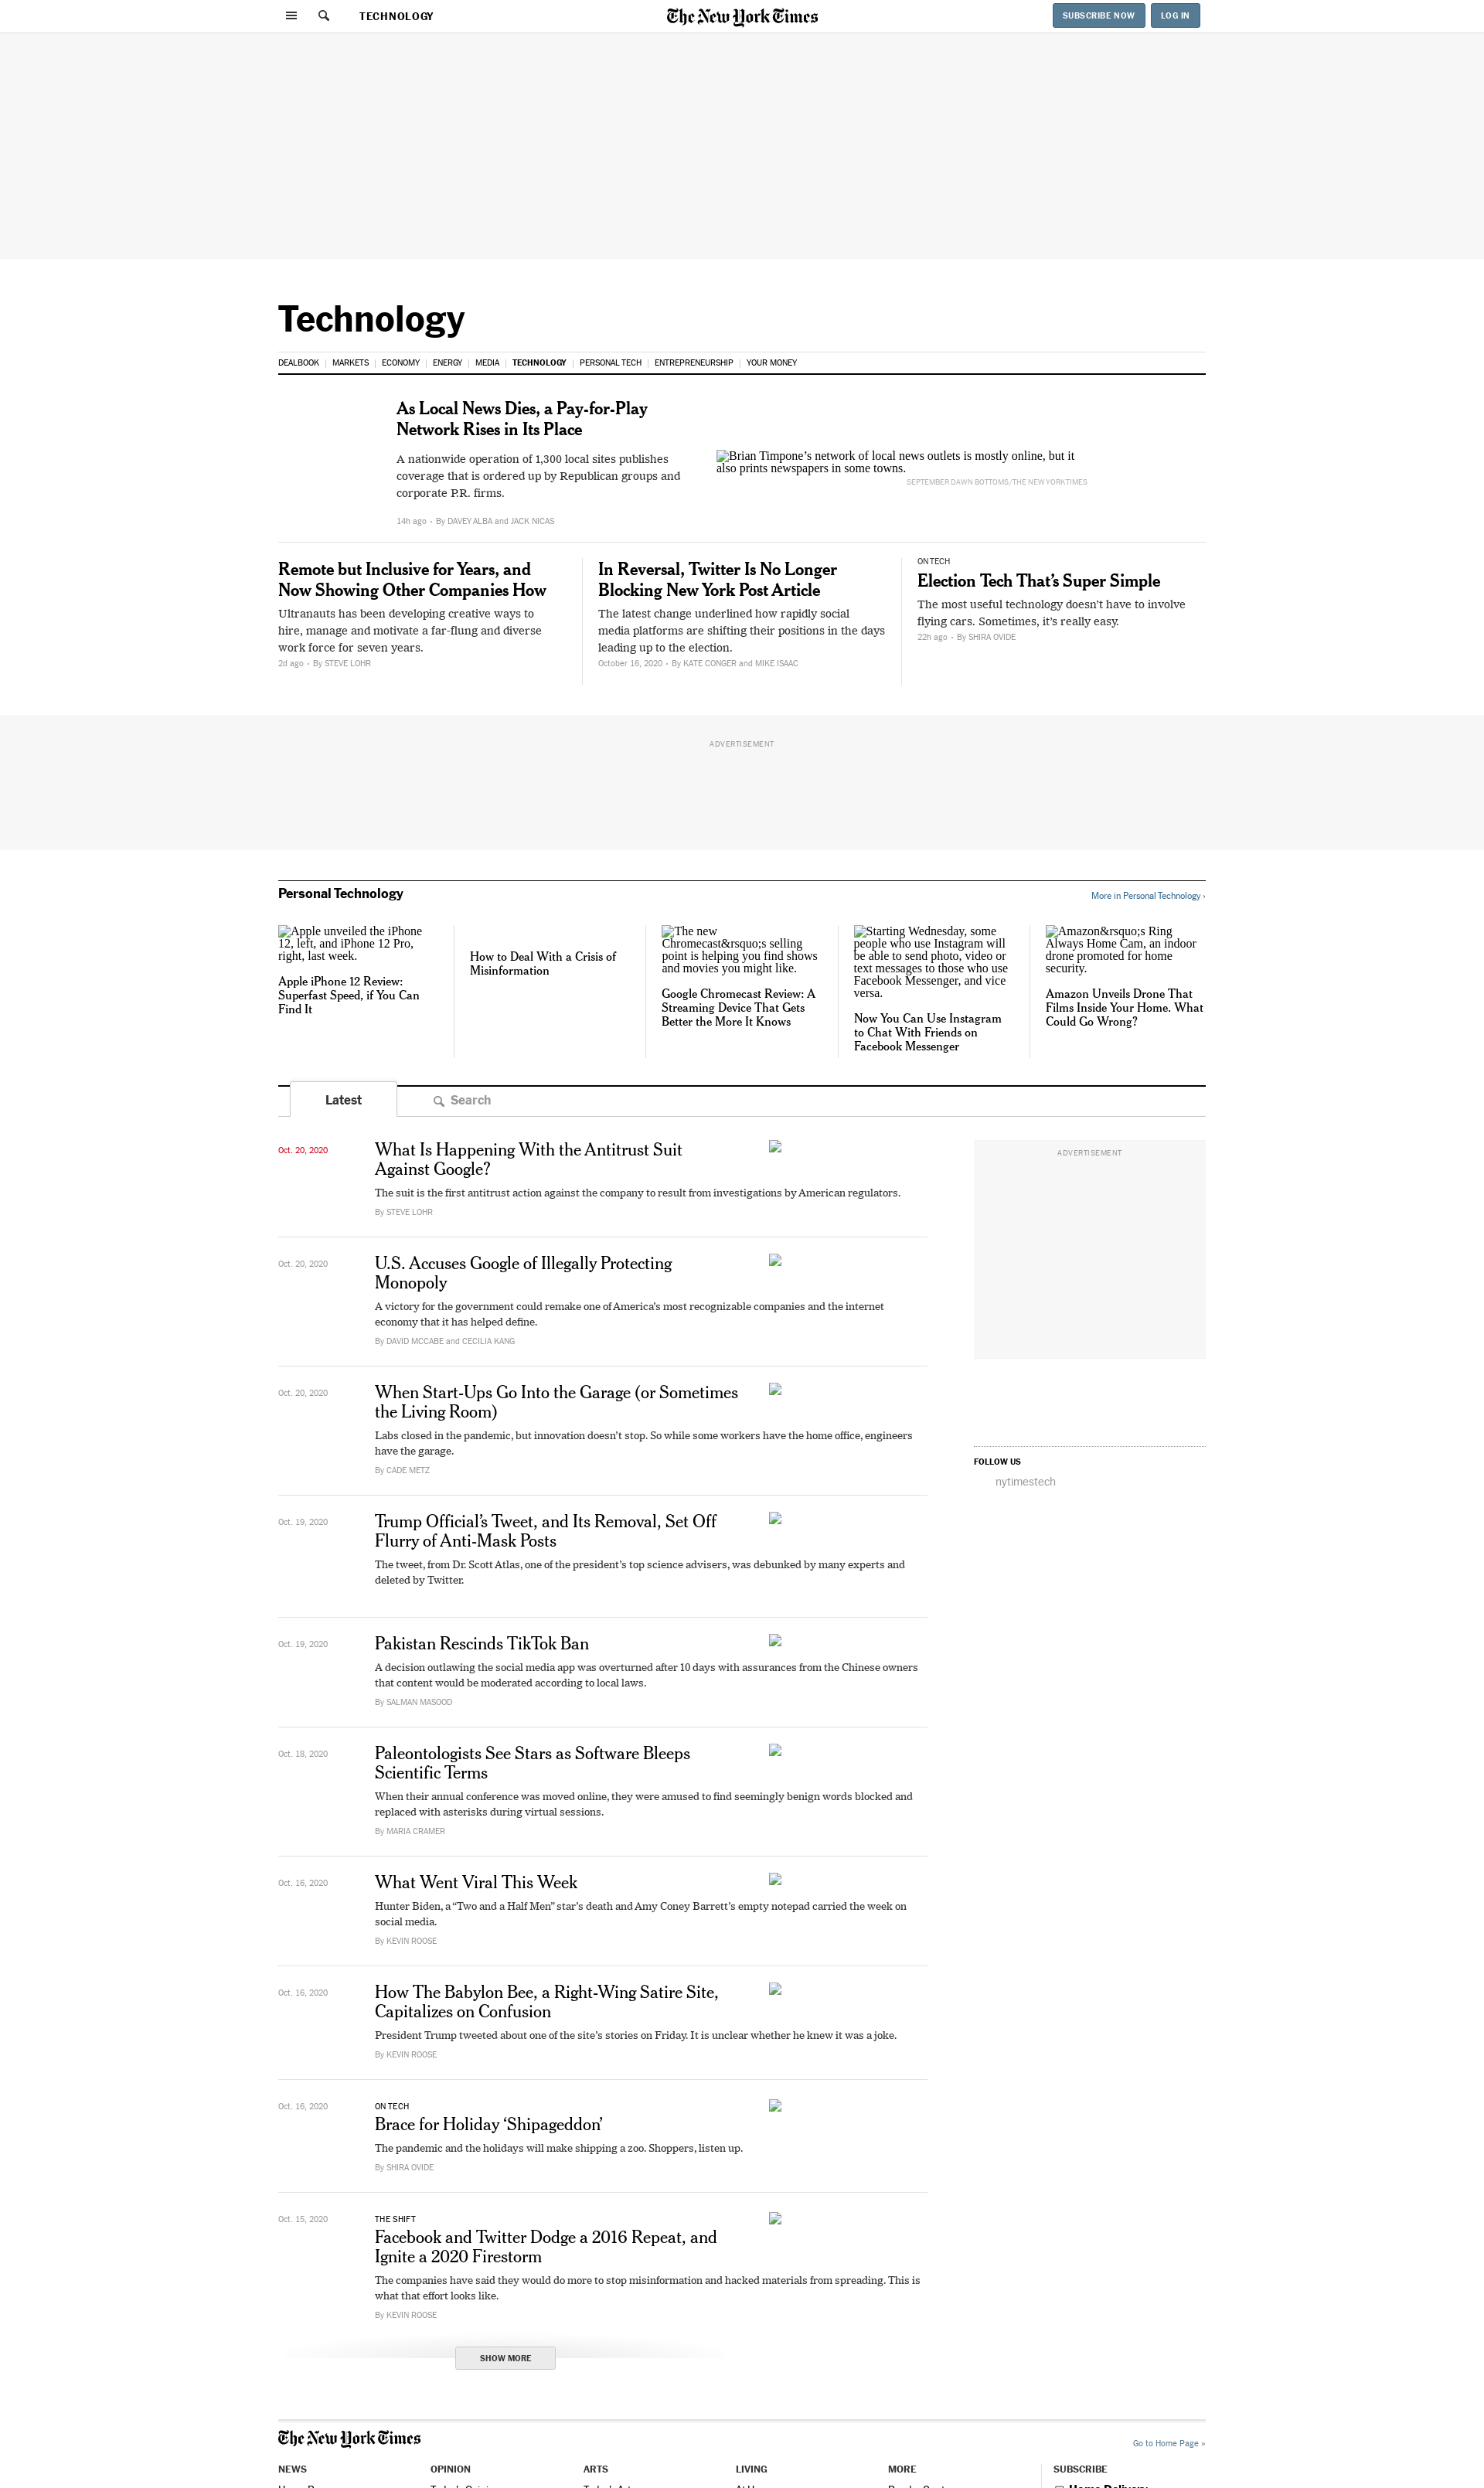 TECHNOLOGY
The New York Times
SUBSCRIBE NOW
LOG IN
Technology
DEALBOOK
MARKETS
ECONOMY
ENERGY
MEDIA
TECHNOLOGY
PERSONAL TECH
ENTREPRENEURSHIP
YOUR MONEY
As Local News Dies, a Pay-for-Play
Network Rises in Its Place
A nationwide operation of 1,300 local sites publishes
coverage that is ordered up by Republican groups and
corporate P.R. firms.
14h ago • By DAVEY ALBA and JACK NICAS
Brian Timpone’s network of local news outlets is mostly online, but it
also prints newspapers in some towns.
SEPTEMBER DAWN BOTTOMS/THE NEW YORK TIMES
Remote but Inclusive for Years, and
Now Showing Other Companies How
Ultranauts has been developing creative ways to
hire, manage and motivate a far-flung and diverse
work force for seven years.
2d ago • By STEVE LOHR
In Reversal, Twitter Is No Longer
Blocking New York Post Article
The latest change underlined how rapidly social
media platforms are shifting their positions in the days
leading up to the election.
October 16, 2020 • By KATE CONGER and MIKE ISAAC
ON TECH
Election Tech That’s Super Simple
The most useful technology doesn’t have to involve
flying cars. Sometimes, it’s really easy.
22h ago • By SHIRA OVIDE
ADVERTISEMENT
Personal Technology
More in Personal Technology ›
Apple unveiled the iPhone
12, left, and iPhone 12 Pro,
right, last week.
Apple iPhone 12 Review:
Superfast Speed, if You Can
Find It
How to Deal With a Crisis of
Misinformation
The new
Chromecast&rsquo;s selling
point is helping you find shows
and movies you might like.
Google Chromecast Review: A
Streaming Device That Gets
Better the More It Knows
Starting Wednesday, some
people who use Instagram will
be able to send photo, video or
text messages to those who use
Facebook Messenger, and vice
versa.
Now You Can Use Instagram
to Chat With Friends on
Facebook Messenger
Amazon&rsquo;s Ring
Always Home Cam, an indoor
drone promoted for home
security.
Amazon Unveils Drone That
Films Inside Your Home. What
Could Go Wrong?
Latest
Search
Oct. 20, 2020
What Is Happening With the Antitrust Suit
Against Google?
The suit is the first antitrust action against the company to result from investigations by American regulators.
By STEVE LOHR
ADVERTISEMENT
Oct. 20, 2020
U.S. Accuses Google of Illegally Protecting
Monopoly
A victory for the government could remake one of America’s most recognizable companies and the internet
economy that it has helped define.
By DAVID MCCABE and CECILIA KANG
Oct. 20, 2020
When Start-Ups Go Into the Garage (or Sometimes
the Living Room)
Labs closed in the pandemic, but innovation doesn’t stop. So while some workers have the home office, engineers
have the garage.
By CADE METZ
FOLLOW US
nytimestech
Oct. 19, 2020
Trump Official’s Tweet, and Its Removal, Set Off
Flurry of Anti-Mask Posts
The tweet, from Dr. Scott Atlas, one of the president’s top science advisers, was debunked by many experts and
deleted by Twitter.
Oct. 19, 2020
Pakistan Rescinds TikTok Ban
A decision outlawing the social media app was overturned after 10 days with assurances from the Chinese owners
that content would be moderated according to local laws.
By SALMAN MASOOD
Oct. 18, 2020
Paleontologists See Stars as Software Bleeps
Scientific Terms
When their annual conference was moved online, they were amused to find seemingly benign words blocked and
replaced with asterisks during virtual sessions.
By MARIA CRAMER
Oct. 16, 2020
What Went Viral This Week
Hunter Biden, a “Two and a Half Men” star’s death and Amy Coney Barrett’s empty notepad carried the week on
social media.
By KEVIN ROOSE
Oct. 16, 2020
How The Babylon Bee, a Right-Wing Satire Site,
Capitalizes on Confusion
President Trump tweeted about one of the site’s stories on Friday. It is unclear whether he knew it was a joke.
By KEVIN ROOSE
Oct. 16, 2020
ON TECH
Brace for Holiday ‘Shipageddon’
The pandemic and the holidays will make shipping a zoo. Shoppers, listen up.
By SHIRA OVIDE
Oct. 15, 2020
THE SHIFT
Facebook and Twitter Dodge a 2016 Repeat, and
Ignite a 2020 Firestorm
The companies have said they would do more to stop misinformation and hacked materials from spreading. This is
what that effort looks like.
By KEVIN ROOSE
SHOW MORE
The New York Times
Go to Home Page »
NEWS
OPINION
ARTS
LIVING
MORE
SUBSCRIBE